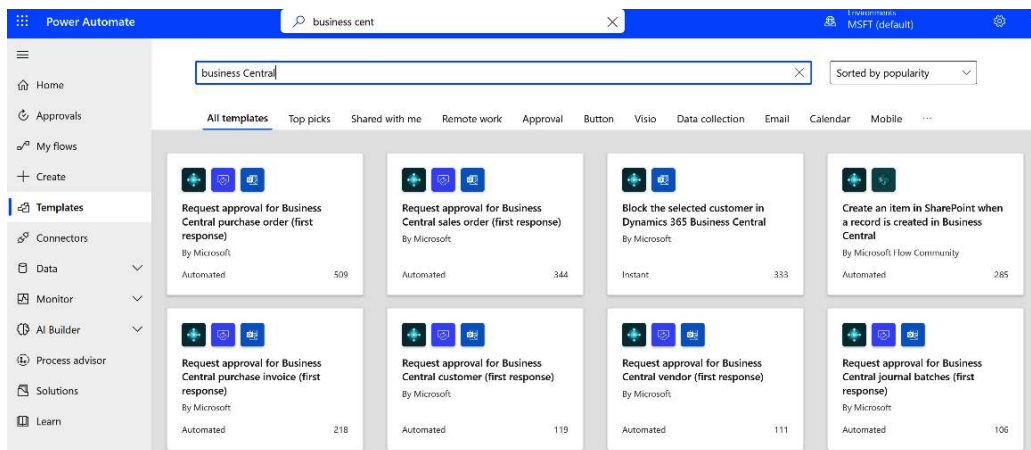 Power Automate
business cent
Environments
MSFT (default)
Home
Approvals
My flows
Create
Templates
Connectors
Data
Monitor
AI Builder
Process advisor
Solutions
Learn
business Central
Sorted by popularity
All templates Top picks Shared with me Remote work Approval Button Visio Data collection Email Calendar Mobile ...
Request approval for Business
Central purchase order (first
response)
By Microsoft
Automated 509
Request approval for Business
Central sales order (first response)
By Microsoft
Automated 344
Block the selected customer in
Dynamics 365 Business Central
By Microsoft
Instant 333
Create an item in SharePoint when
a record is created in Business
Central
By Microsoft Flow Community
Automated 285
Request approval for Business
Central purchase invoice (first
response)
By Microsoft
Automated 218
Request approval for Business
Central customer (first response)
By Microsoft
Automated 119
Request approval for Business
Central vendor (first response)
By Microsoft
Automated 111
Request approval for Business
Central journal batches (first
response)
By Microsoft
Automated 106